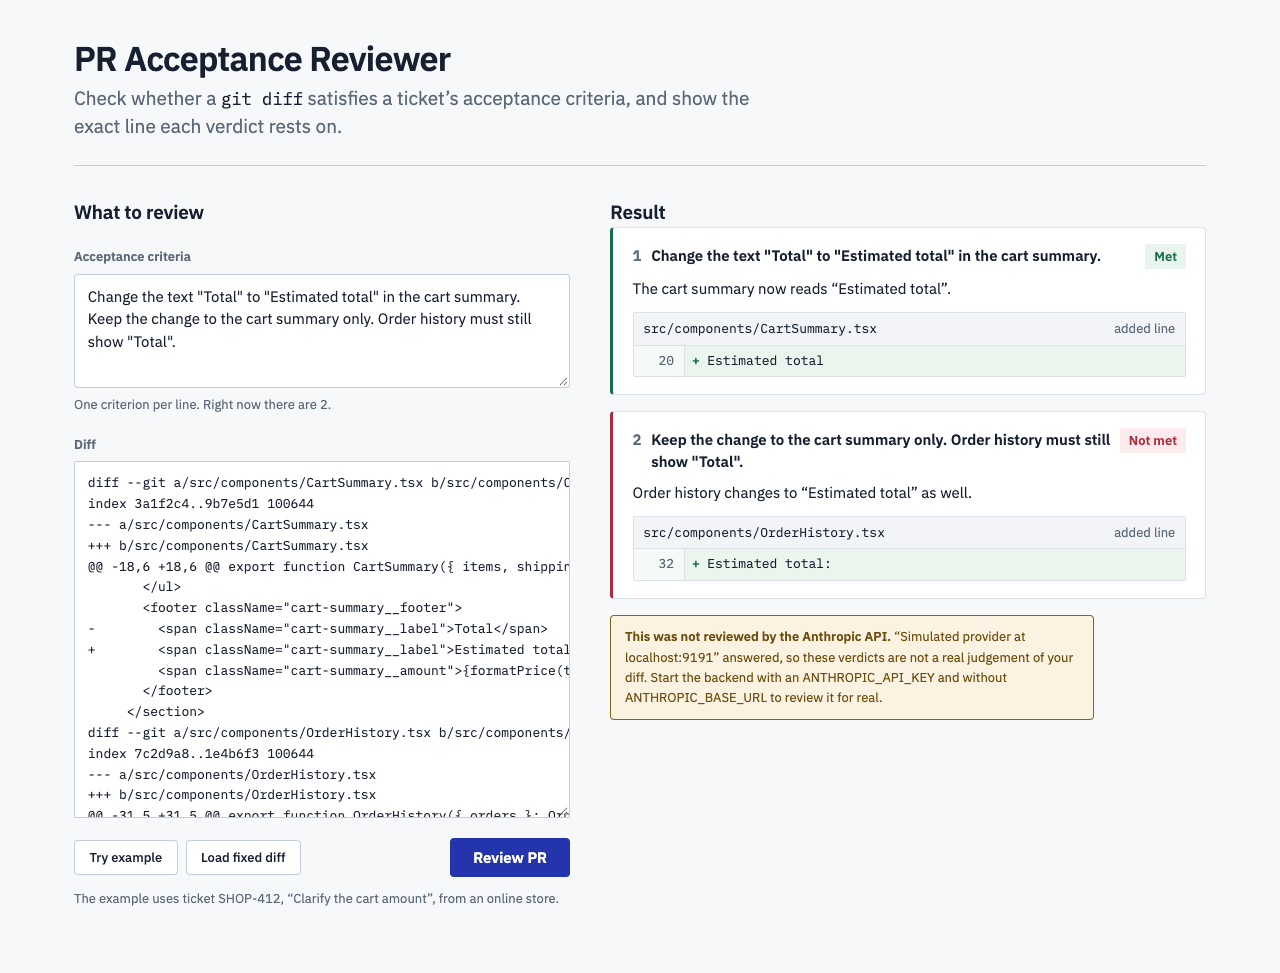 PR Acceptance Reviewer
Check whether a git diff satisfies a ticket’s acceptance criteria, and show the
exact line each verdict rests on.
What to review
Acceptance criteria
Change the text "Total" to "Estimated total" in the cart summary.
Keep the change to the cart summary only. Order history must still
show "Total".
One criterion per line. Right now there are 2.
Diff
diff --git a/src/components/CartSummary.tsx b/src/components/C
index 3a1f2c4..9b7e5d1 100644
--- a/src/components/CartSummary.tsx
+++ b/src/components/CartSummary.tsx
@@ -18,6 +18,6 @@ export function CartSummary({ items, shippin
</ul>
<footer className="cart-summary__footer">
- <span className="cart-summary__label">Total</span>
+ <span className="cart-summary__label">Estimated total
<span className="cart-summary__amount">{formatPrice(t
</footer>
</section>
diff --git a/src/components/OrderHistory.tsx b/src/components/
index 7c2d9a8..1e4b6f3 100644
--- a/src/components/OrderHistory.tsx
+++ b/src/components/OrderHistory.tsx
@@ -31,5 +31,5 @@ export function OrderHistory({ orders }: Ord
Try example
Load fixed diff
Review PR
The example uses ticket SHOP-412, “Clarify the cart amount”, from an online store.
Result
1 Change the text "Total" to "Estimated total" in the cart summary.
Met
The cart summary now reads “Estimated total”.
src/components/CartSummary.tsx
added line
20 + Estimated total
2 Keep the change to the cart summary only. Order history must still
show "Total".
Not met
Order history changes to “Estimated total” as well.
src/components/OrderHistory.tsx
added line
32 + Estimated total:
This was not reviewed by the Anthropic API. “Simulated provider at
localhost:9191” answered, so these verdicts are not a real judgement of your
diff. Start the backend with an ANTHROPIC_API_KEY and without
ANTHROPIC_BASE_URL to review it for real.